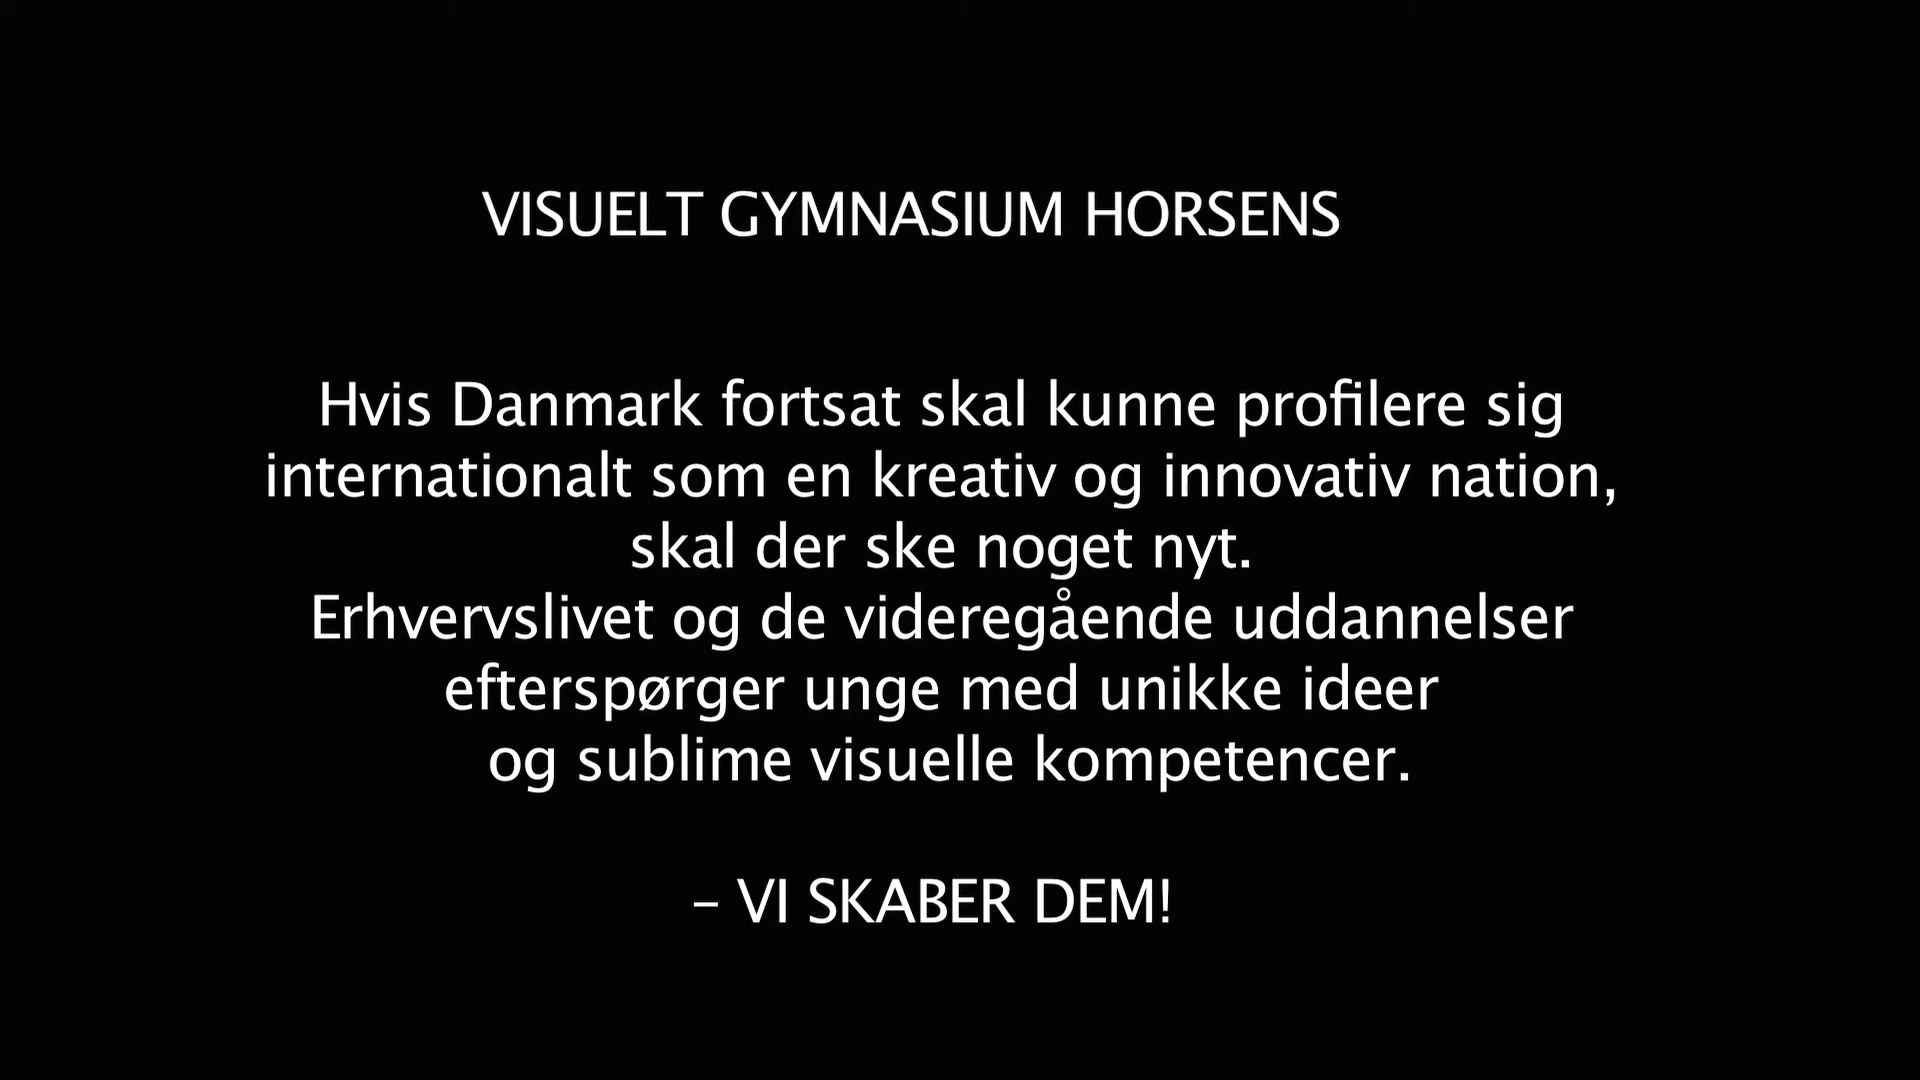 VISUELT GYMNASIUM HORSENS
Hvis Danmark fortsat skal kunne profilere sig
internationalt som en kreativ og innovativ nation,
skal der ske noget nyt.
Erhvervslivet og de videregående uddannelser
efterspørger unge med unikke ideer
og sublime visuelle kompetencer.
– VI SKABER DEM!